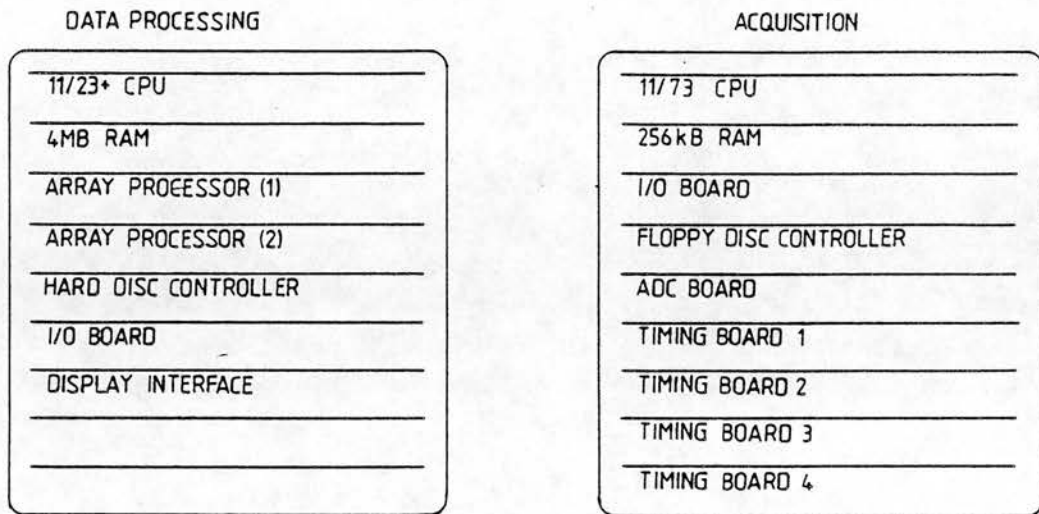 DATA PROCESSING
11/23+ CPU
4MB RAM
ARRAY PROCESSOR (1)
ARRAY PROCESSOR (2)
HARD DISC CONTROLLER
I/O BOARD
DISPLAY INTERFACE
ACQUISITION
11/73 CPU
256kB RAM
I/O BOARD
FLOPPY DISC CONTROLLER
ADC BOARD
TIMING BOARD 1
TIMING BOARD 2
TIMING BOARD 3
TIMING BOARD 4